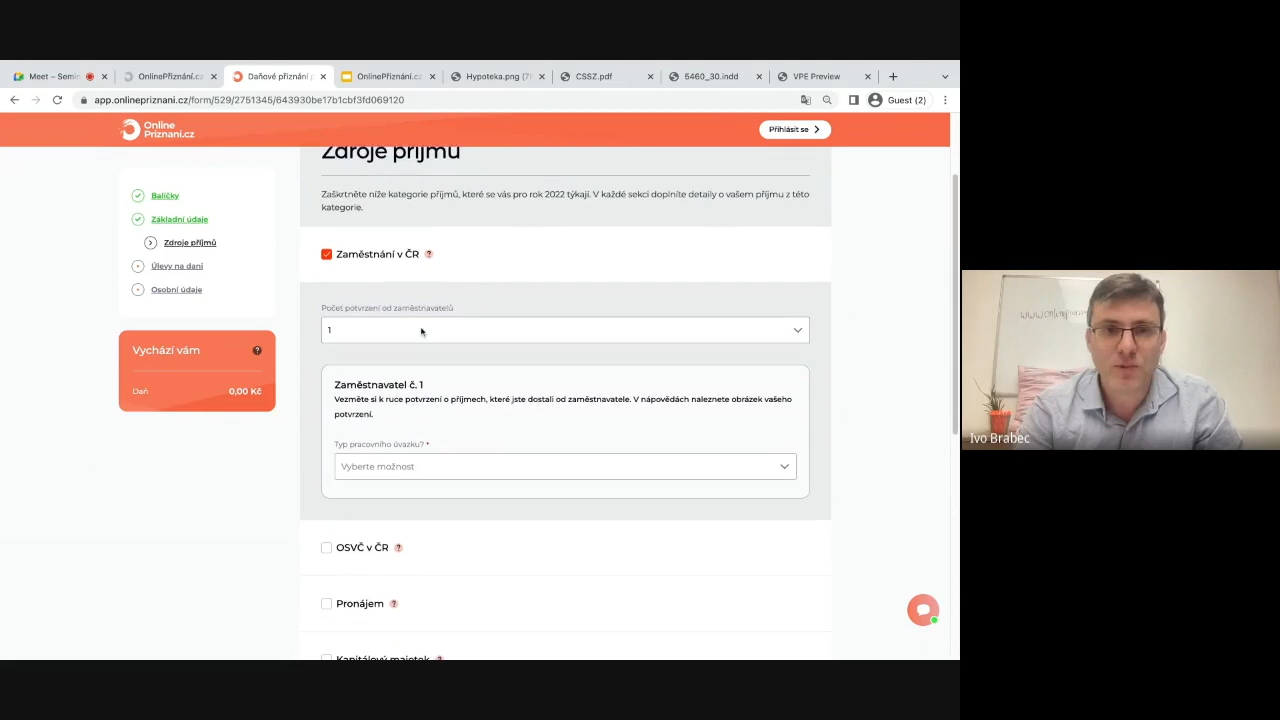 Meet – Semin
OnlinePřiznání.cz
Daňové přiznání p
OnlinePřiznání.cz
Hypoteka.png (7
CSSZ.pdf
5460_30.indd
VPE Preview
app.onlinepriznani.cz/form/529/2751345/643930be17b1cbf3fd069120
Guest (2)
Online
Priznani.cz
Přihlásit se
Zdroje příjmů
Zaškrtněte níže kategorie příjmů, které se vás pro rok 2022 týkají. V každé sekci doplníte detaily o vašem příjmu z této
kategorie.
Balíčky
Základní údaje
Zdroje příjmů
Úlevy na dani
Osobní údaje
Vychází vám
?
Daň
0,00 Kč
Zaměstnání v ČR ?
Počet potvrzení od zaměstnavatelů
1
Zaměstnavatel č. 1
Vezměte si k ruce potvrzení o příjmech, které jste dostali od zaměstnavatele. V nápovědách naleznete obrázek vašeho
potvrzení.
Typ pracovního úvazku? *
Vyberte možnost
OSVČ v ČR ?
Pronájem ?
Kapitálový majetek ?
Ivo Brabec